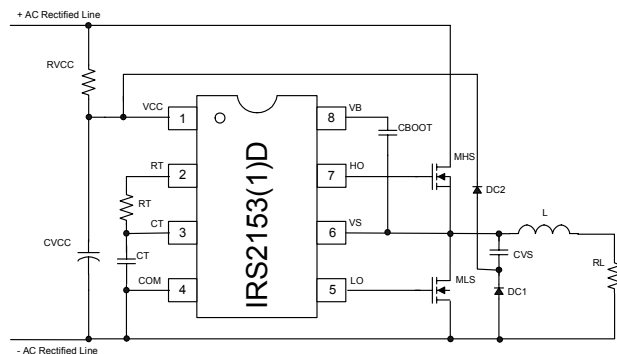 + AC Rectified Line
RVCC
VCC
1
VB
8
CBOOT
MHS
RT
2
HO
7
DC2
RT
CT
3
VS
6
L
CVCC
CT
CVS
RL
COM
4
LO
5
MLS
DC1
IRS2153(1)D
- AC Rectified Line